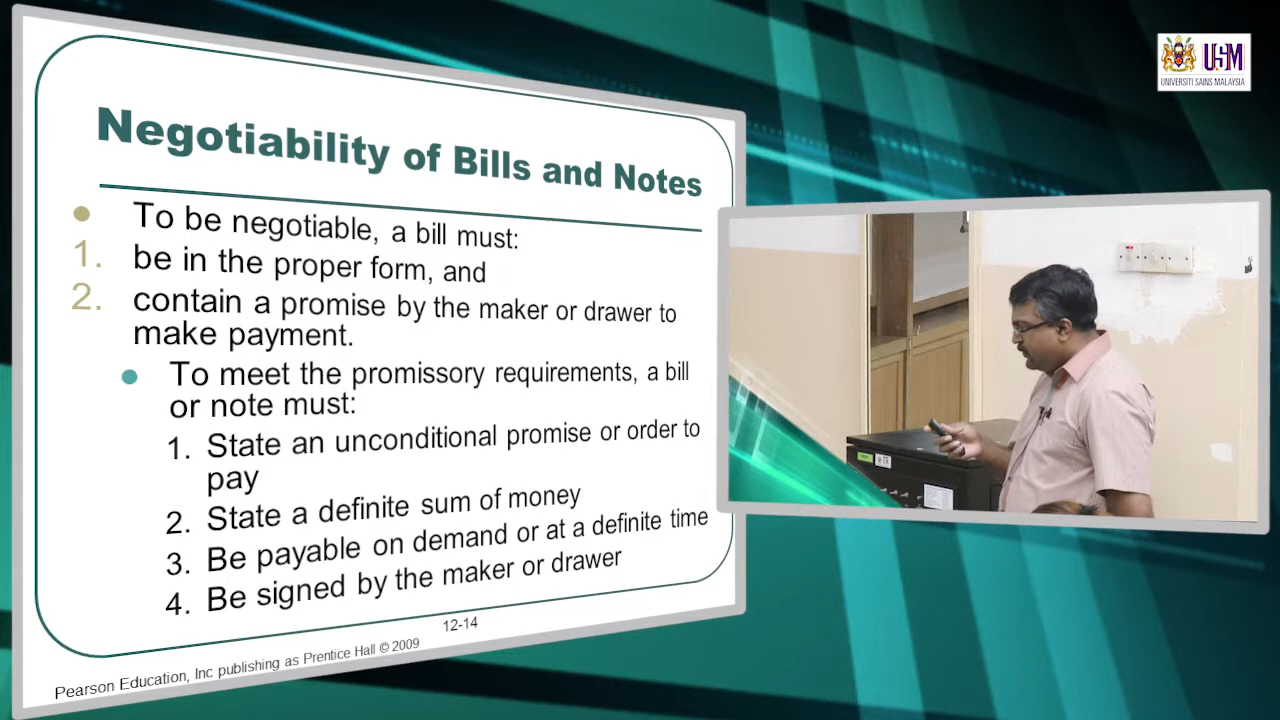 Negotiability of Bills and Notes
To be negotiable, a bill must:
1. be in the proper form, and
2. contain a promise by the maker or drawer to
make payment.
To meet the promissory requirements, a bill
or note must:
1. State an unconditional promise or order to
pay
2. State a definite sum of money
3. Be payable on demand or at a definite time
4. Be signed by the maker or drawer
12-14
Pearson Education, Inc publishing as Prentice Hall © 2009
USM
UNIVERSITI SAINS MALAYSIA